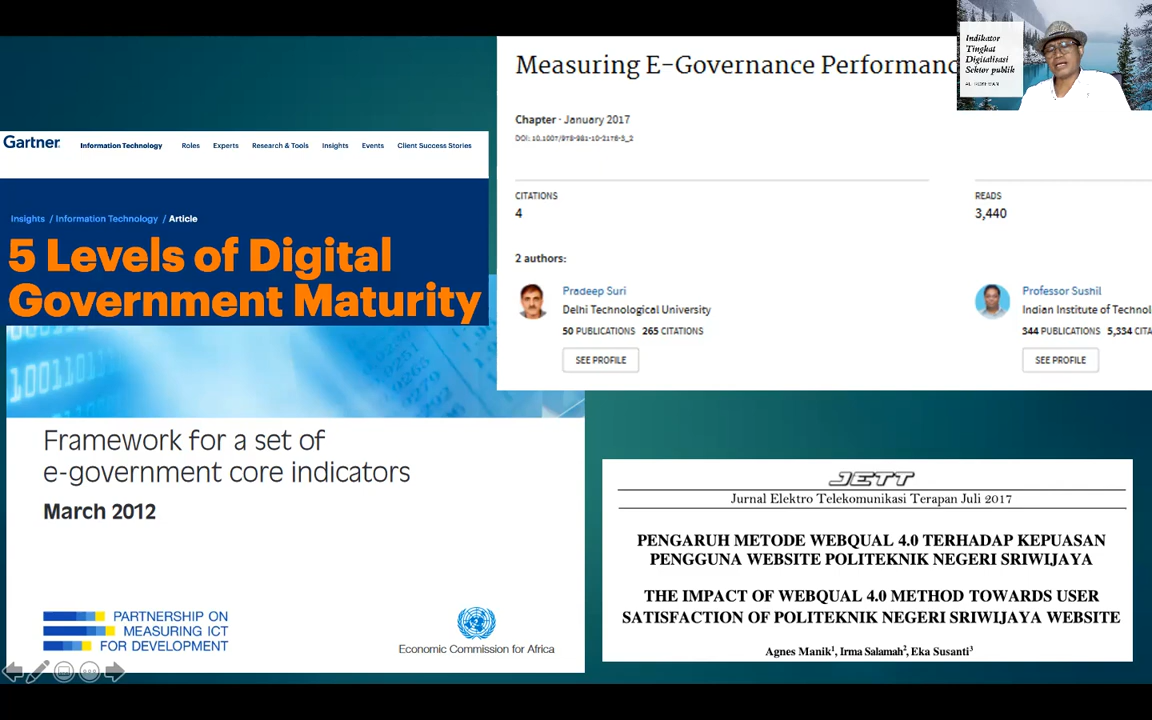 Gartner
Information Technology Roles Experts Research & Tools Insights Events Client Success Stories
Insights / Information Technology / Article
5 Levels of Digital
Government Maturity
Framework for a set of
e-government core indicators
March 2012
PARTNERSHIP ON
MEASURING ICT
FOR DEVELOPMENT
Economic Commission for Africa
Measuring E-Governance Performanc
Chapter · January 2017
CITATIONS
4
READS
3,440
2 authors:
Pradeep Suri
Delhi Technological University
50 PUBLICATIONS 265 CITATIONS
SEE PROFILE
Professor Sushil
Indian Institute of Technol
344 PUBLICATIONS 5,334 CITA
SEE PROFILE
Indikator
Tingkat
Digitalisasi
Sektor publik
JETT
Jurnal Elektro Telekomunikasi Terapan Juli 2017
PENGARUH METODE WEBQUAL 4.0 TERHADAP KEPUASAN
PENGGUNA WEBSITE POLITEKNIK NEGERI SRIWIJAYA
THE IMPACT OF WEBQUAL 4.0 METHOD TOWARDS USER
SATISFACTION OF POLITEKNIK NEGERI SRIWIJAYA WEBSITE
Agnes Manik¹, Irma Salamah², Eka Susanti³